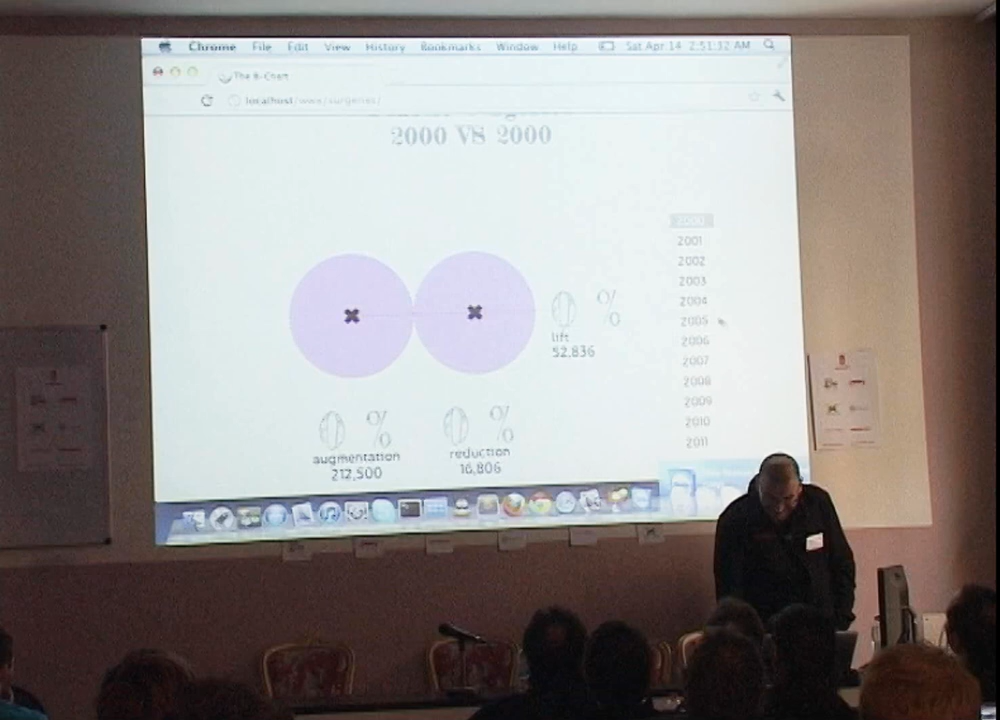 Chrome File Edit View History Bookmarks Window Help Sat Apr 14 2:51:32 AM
The B-Chart
localhost/www/surgeries/
2000 VS 2000
2000
2001
2002
2003
2004
2005
2006
2007
2008
2009
2010
2011
0 %
lift
52,836
0 % 0 %
augmentation reduction
212,500 16,806